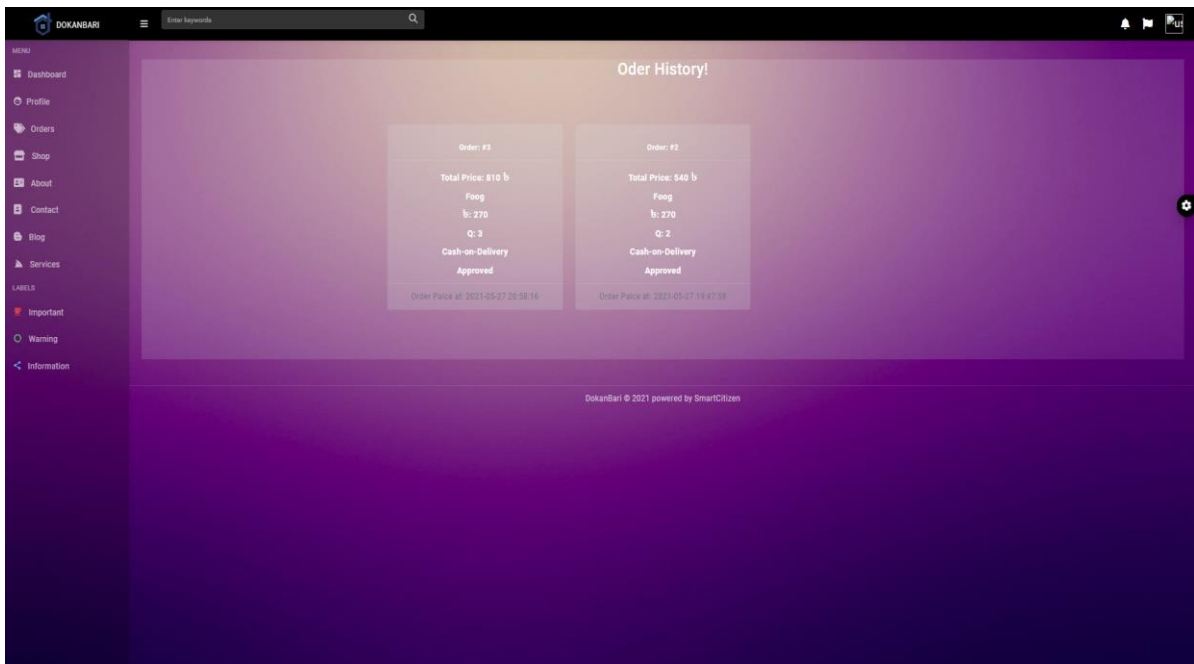 DOKANBARI
Enter keywords
MENU
Dashboard
Profile
Orders
Shop
About
Contact
Blog
Services
LABELS
Important
Warning
Information
Oder History!
Order: #3
Total Price: 810 ৳
Foog
৳: 270
Q: 3
Cash-on-Delivery
Approved
Order Palce at: 2021-05-27 20:58:16
Order: #2
Total Price: 540 ৳
Foog
৳: 270
Q: 2
Cash-on-Delivery
Approved
Order Palce at: 2021-05-27
DokanBari © 2021 powered by SmartCitizen